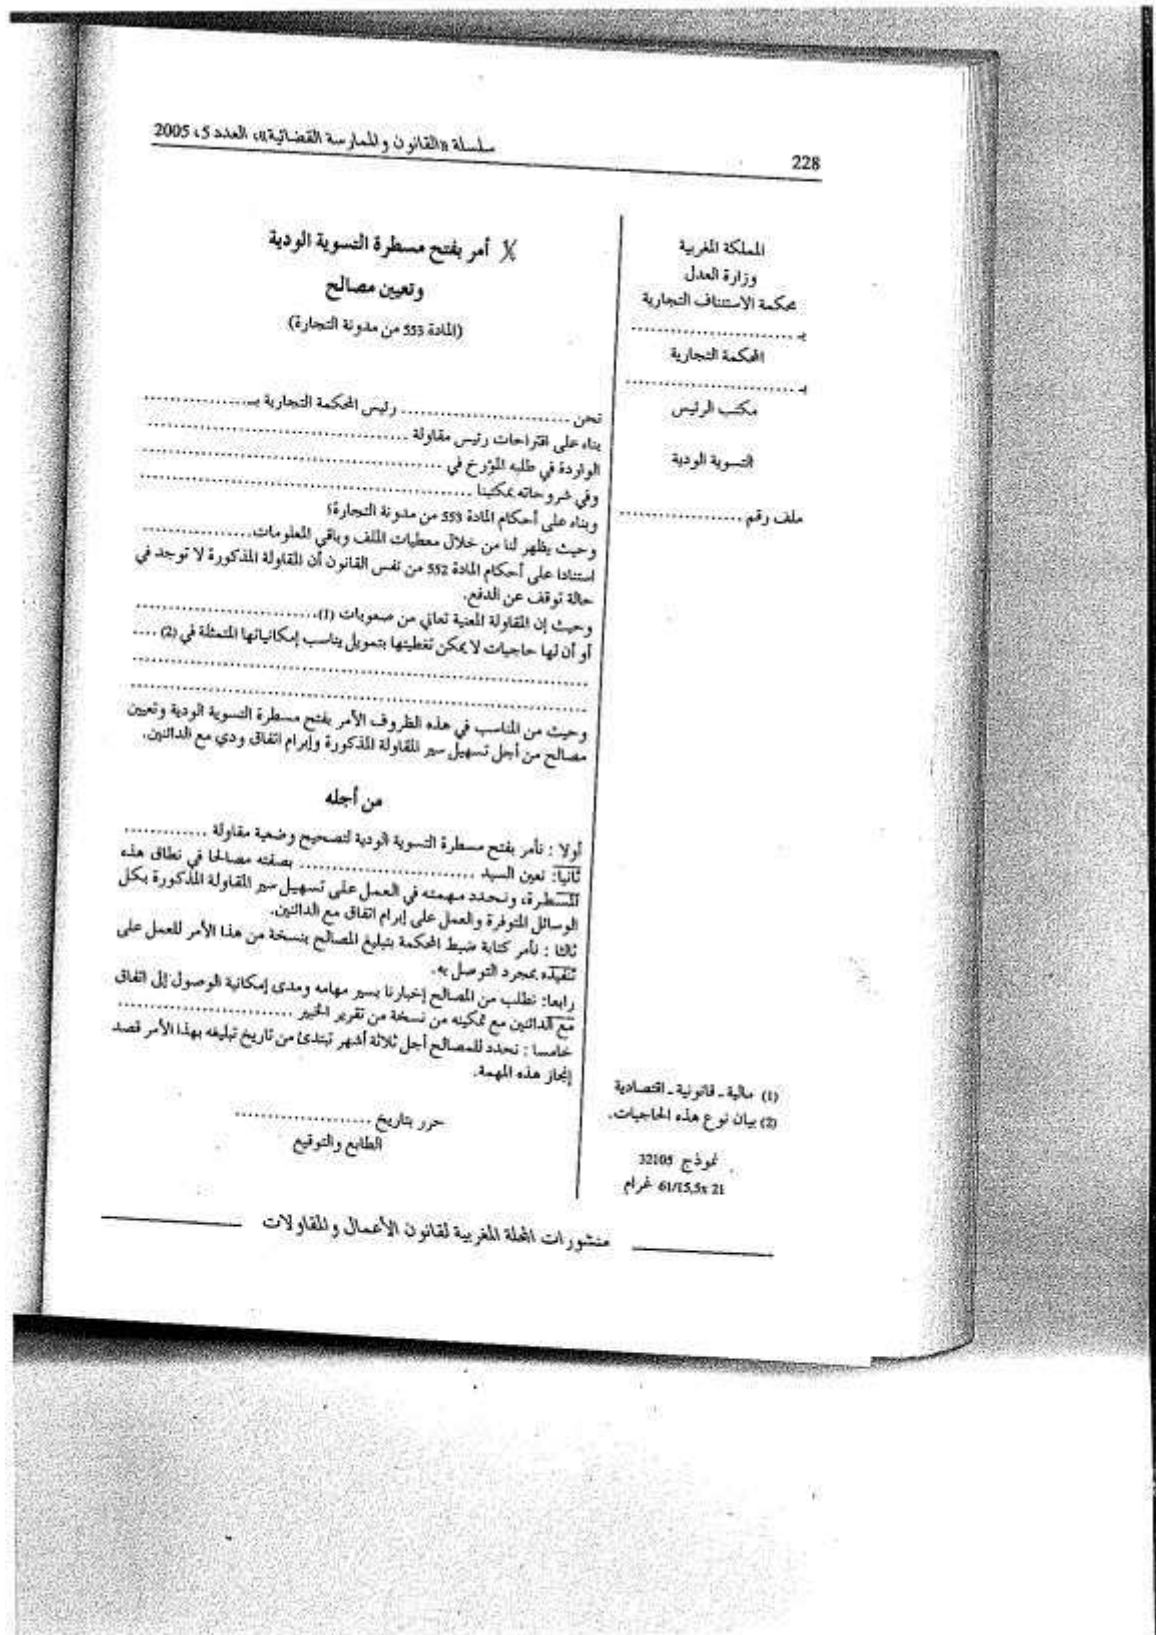 228
سلسلة «القانون والممارسة القضائية»، العدد 5، 2005
المملكة المغربية
وزارة العدل
محكمة الاستئناف التجارية
بـ ........................
المحكمة التجارية
بـ ........................
مكتب الرئيس
التسوية الودية
ملف رقم ..................
(1) مالية ـ قانونية ـ اقتصادية
(2) بيان نوع هذه الحاجيات.
نموذج 32105
21 x 61/15,5 غرام
أمر بفتح مسطرة التسوية الودية
وتعيين مصالح
(المادة 553 من مدونة التجارة)
نحن ........................ رئيس المحكمة التجارية بـ ................
بناء على اقتراحات رئيس مقاولة ................................
الواردة في طلبه المؤرخ في ................................
وفي شروحاته بمكتبنا ................................
وبناء على أحكام المادة 553 من مدونة التجارة؛
وحيث يظهر لنا من خلال معطيات الملف وباقي المعلومات................
استنادا على أحكام المادة 552 من نفس القانون أن المقاولة المذكورة لا توجد في
حالة توقف عن الدفع.
وحيث إن المقاولة المعنية تعاني من صعوبات (1)..........................
أو أن لها حاجيات لا يمكن تغطيتها بتمويل يناسب إمكانياتها المتمثلة في (2) ....
................................................................
................................................................
وحيث من المناسب في هذه الظروف الأمر بفتح مسطرة التسوية الودية وتعيين
مصالح من أجل تسهيل سير المقاولة المذكورة وإبرام اتفاق ودي مع الدائنين.
من أجله
أولا : نأمر بفتح مسطرة التسوية الودية لتصحيح وضعية مقاولة .............
ثانيا: نعين السيد .......................... بصفته مصالحا في نطاق هذه
المسطرة، ونحدد مهمته في العمل على تسهيل سير المقاولة المذكورة بكل
الوسائل المتوفرة والعمل على إبرام اتفاق مع الدائنين.
ثالثا : نأمر كتابة ضبط المحكمة بتبليغ المصالح بنسخة من هذا الأمر للعمل على
تنفيذه بمجرد التوصل به.
رابعا: نطلب من المصالح إخبارنا بسير مهامه ومدى إمكانية الوصول إلى اتفاق
مع الدائنين مع تمكينه من نسخة من تقرير الخبير ..........................
خامسا : نحدد للمصالح أجل ثلاثة أشهر تبتدئ من تاريخ تبليغه بهذا الأمر قصد
إنجاز هذه المهمة.
حرر بتاريخ ....................
الطابع والتوقيع
منشورات المجلة المغربية لقانون الأعمال والمقاولات